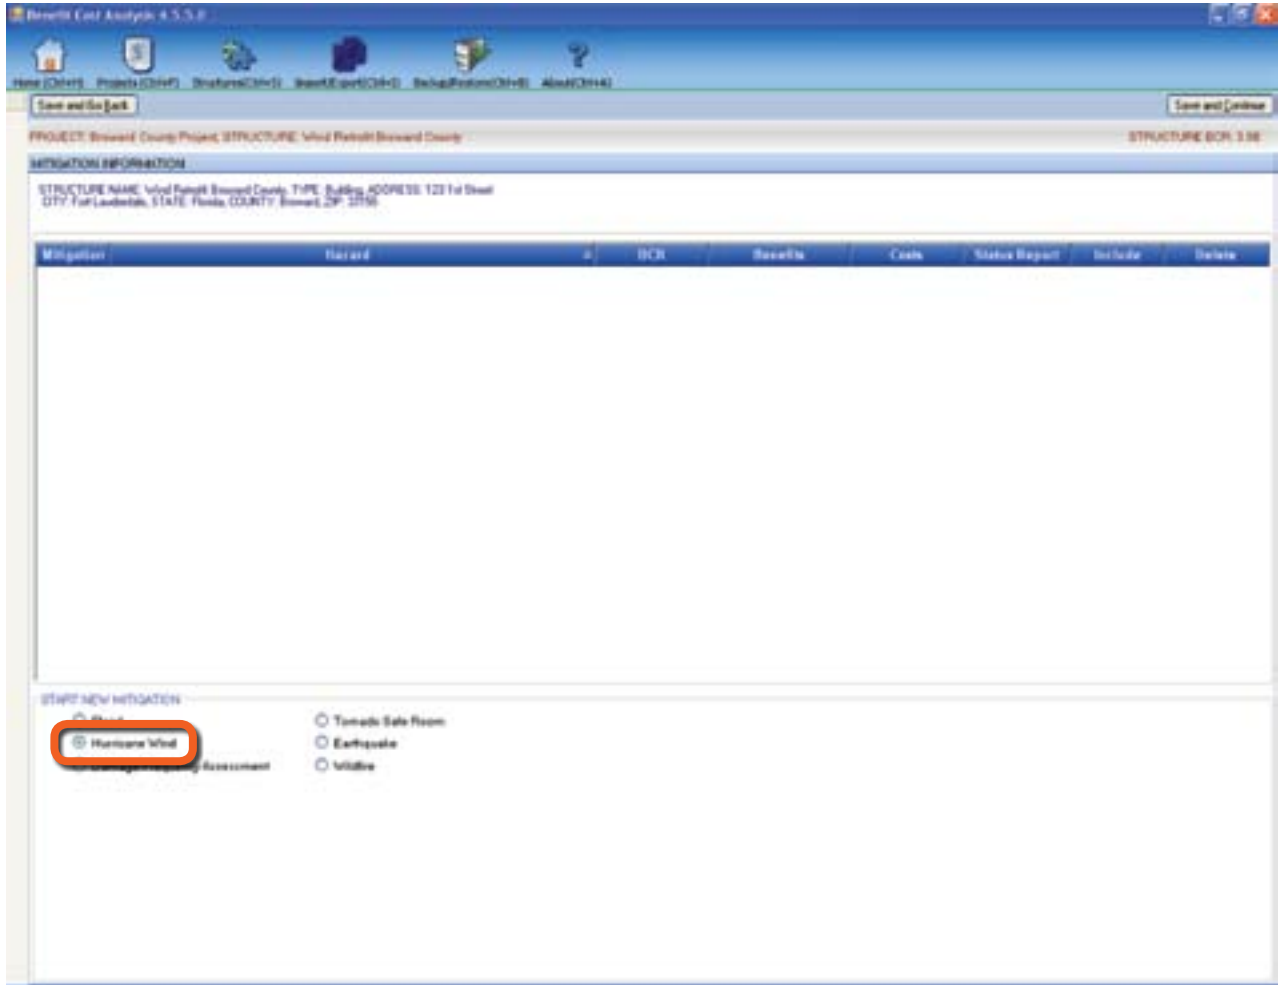 Benefit Cost Analysis 4.5.5.0
Home (Ctrl+H) Projects (Ctrl+P) Structures(Ctrl+S) Import/Export(Ctrl+I) Backup/Restore(Ctrl+B) About(Ctrl+A)
Save and Go Back Save and Continue
PROJECT: Broward County Project, STRUCTURE: Wind Retrofit Broward County STRUCTURE BCR: 3.98
MITIGATION INFORMATION
STRUCTURE NAME: Wind Retrofit Broward County, TYPE: Building, ADDRESS: 123 1st Street
CITY: Fort Lauderdale, STATE: Florida, COUNTY: Broward, ZIP:
Mitigation Hazard BCR Benefits Costs Status Report Include Delete
START NEW MITIGATION
Tornado Safe Room
Hurricane Wind Earthquake
Assessment Wildfire